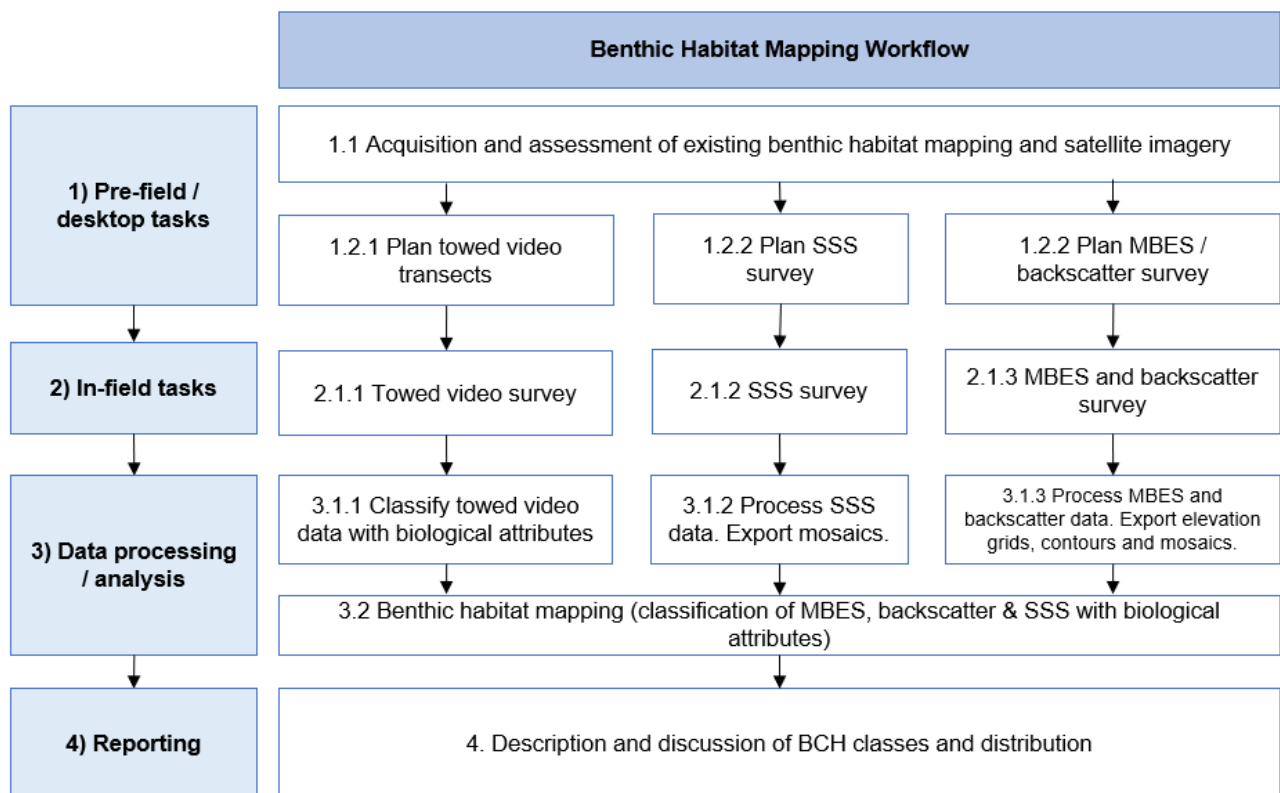 Benthic Habitat Mapping Workflow
1) Pre-field /
desktop tasks
1.1 Acquisition and assessment of existing benthic habitat mapping and satellite imagery
1.2.1 Plan towed video
transects
1.2.2 Plan SSS
survey
1.2.2 Plan MBES /
backscatter survey
2) In-field tasks
2.1.1 Towed video survey
2.1.2 SSS survey
2.1.3 MBES and backscatter
survey
3) Data processing
/ analysis
3.1.1 Classify towed video
data with biological attributes
3.1.2 Process SSS
data. Export mosaics.
3.1.3 Process MBES and
backscatter data. Export elevation
grids, contours and mosaics.
3.2 Benthic habitat mapping (classification of MBES, backscatter & SSS with biological
attributes)
4) Reporting
4. Description and discussion of BCH classes and distribution